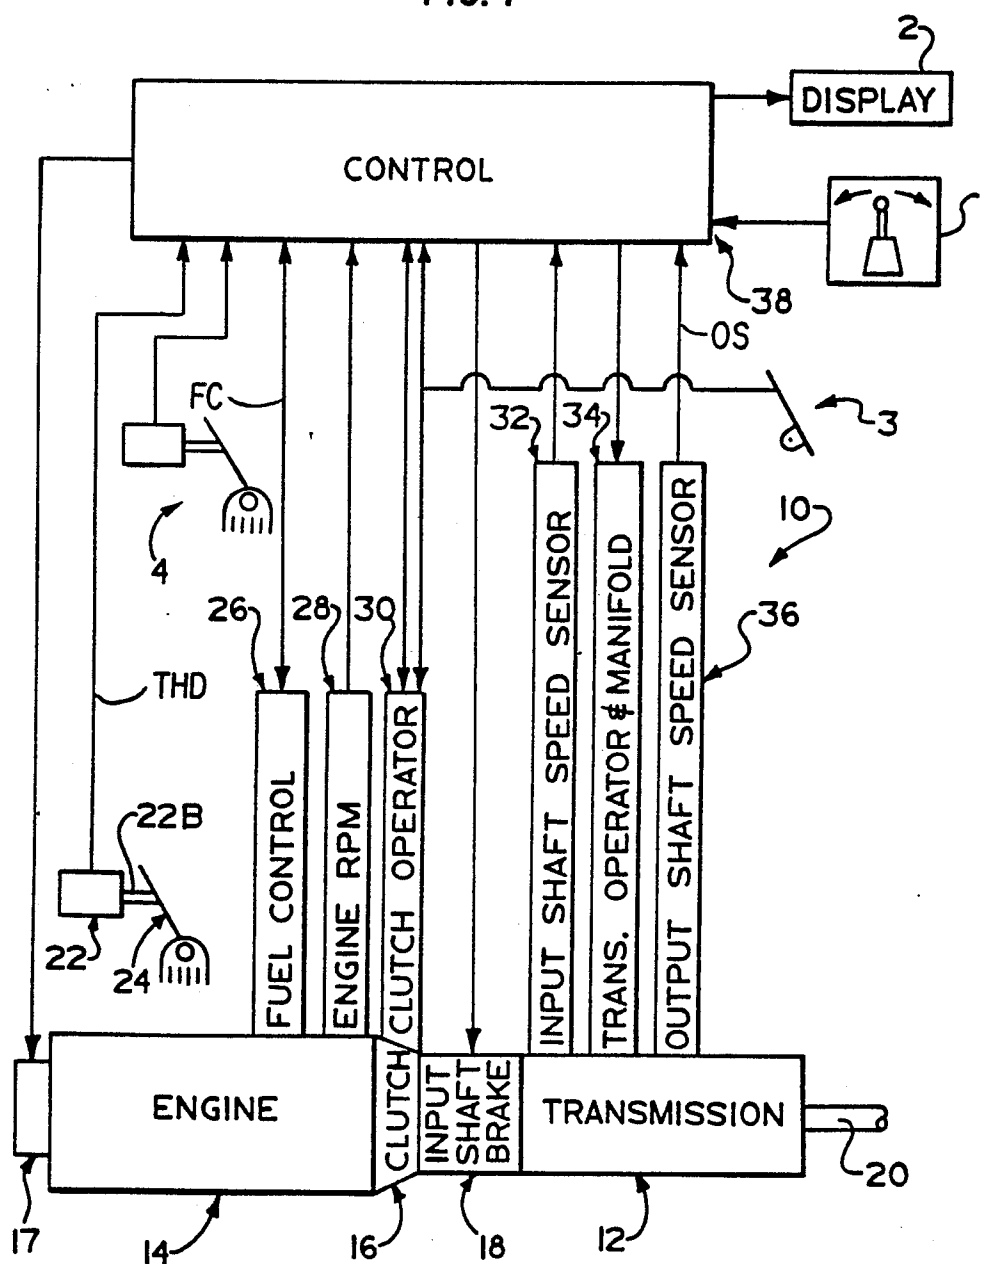 2
DISPLAY
CONTROL
38
OS
FC
32
34
3
10
4
26
28
30
36
THD
INPUT SHAFT SPEED SENSOR
TRANS. OPERATOR & MANIFOLD
OUTPUT SHAFT SPEED SENSOR
FUEL CONTROL
ENGINE RPM
CLUTCH OPERATOR
22B
22
24
ENGINE
CLUTCH
INPUT
SHAFT
BRAKE
TRANSMISSION
20
17
14
16
18
12